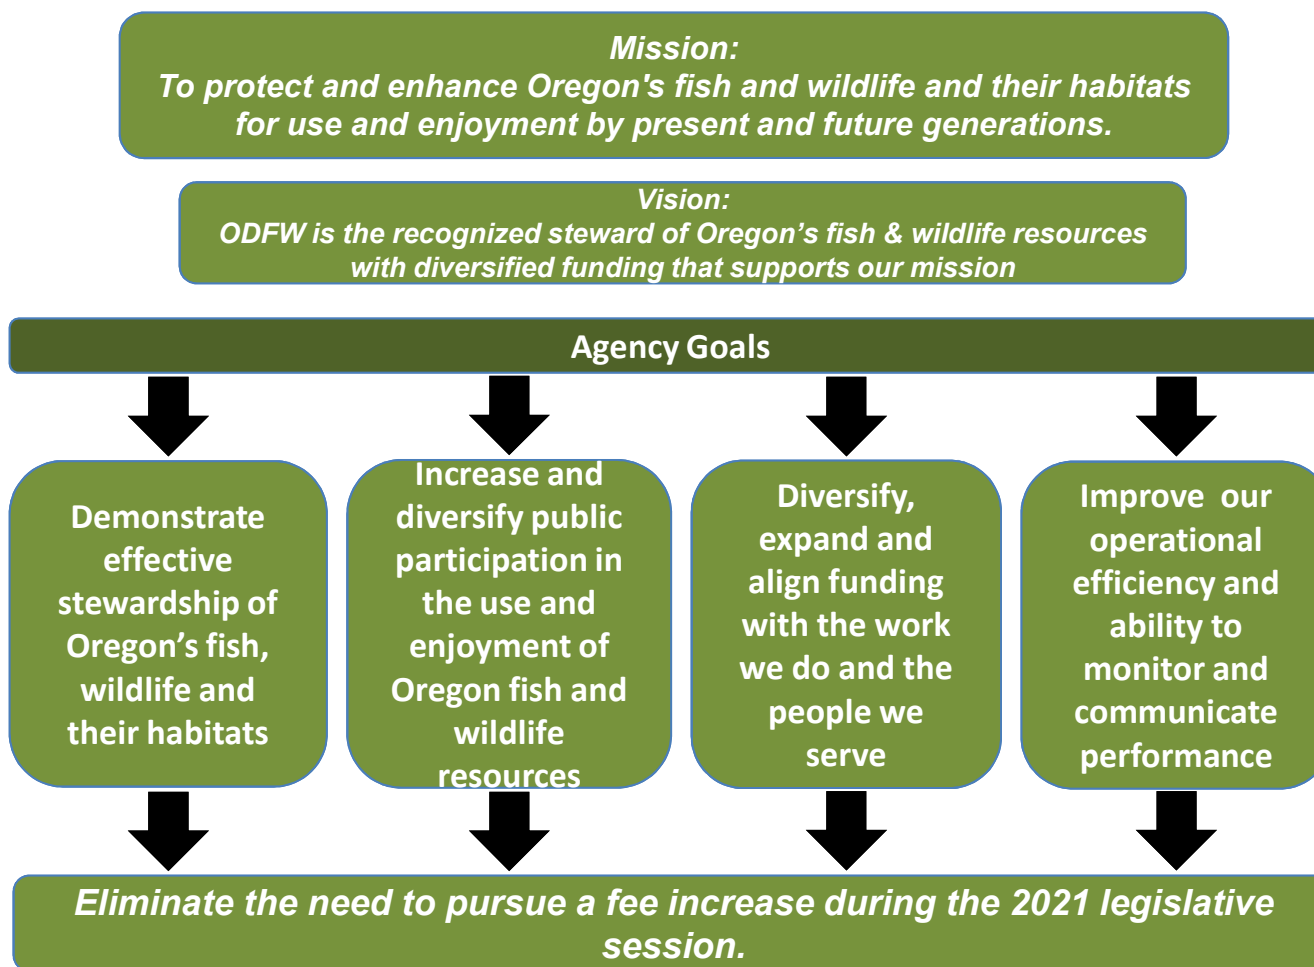 Mission:
To protect and enhance Oregon's fish and wildlife and their habitats
for use and enjoyment by present and future generations.
Vision:
ODFW is the recognized steward of Oregon’s fish & wildlife resources
with diversified funding that supports our mission
Agency Goals
Demonstrate
effective
stewardship of
Oregon’s fish,
wildlife and
their habitats
Increase and
diversify public
participation in
the use and
enjoyment of
Oregon fish and
wildlife
resources
Diversify,
expand and
align funding
with the work
we do and the
people we
serve
Improve  our
operational
efficiency and
ability to
monitor and
communicate
performance
Eliminate the need to pursue a fee increase during the 2021 legislative
session.